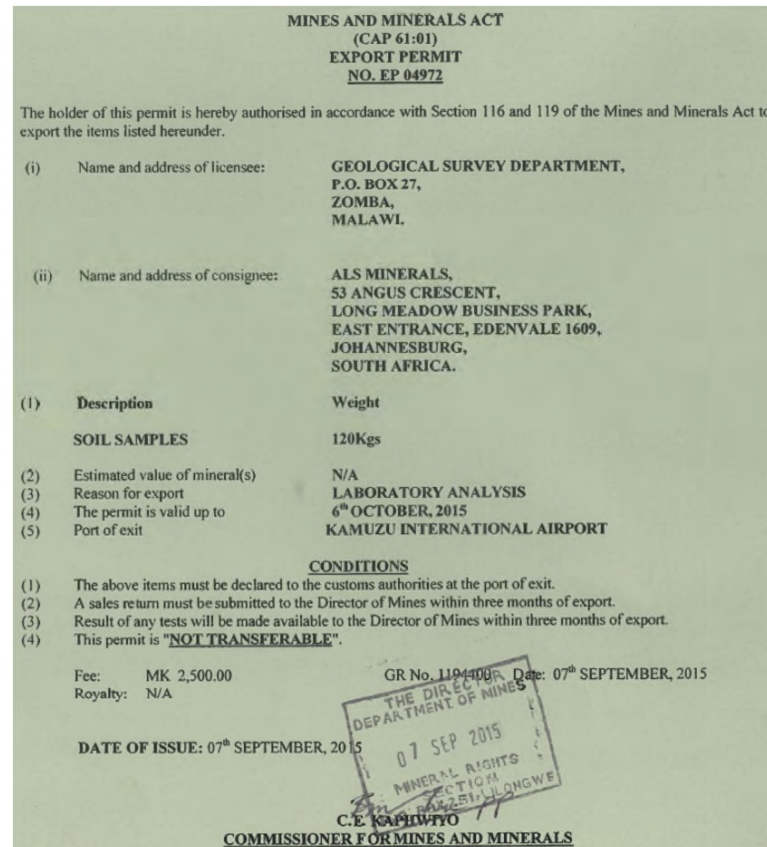 MINES AND MINERALS ACT
(CAP 61:01)
EXPORT PERMIT
NO. EP 04972
The holder of this permit is hereby authorised in accordance with Section 116 and 119 of the Mines and Minerals Act to
export the items listed hereunder.
(i) Name and address of licensee: GEOLOGICAL SURVEY DEPARTMENT,
P.O. BOX 27,
ZOMBA,
MALAWI.
(ii) Name and address of consignee: ALS MINERALS,
53 ANGUS CRESCENT,
LONG MEADOW BUSINESS PARK,
EAST ENTRANCE, EDENVALE 1609,
JOHANNESBURG,
SOUTH AFRICA.
(1) Description Weight
SOIL SAMPLES 120Kgs
(2) Estimated value of mineral(s) N/A
(3) Reason for export LABORATORY ANALYSIS
(4) The permit is valid up to 6th OCTOBER, 2015
(5) Port of exit KAMUZU INTERNATIONAL AIRPORT
CONDITIONS
(1) The above items must be declared to the customs authorities at the port of exit.
(2) A sales return must be submitted to the Director of Mines within three months of export.
(3) Result of any tests will be made available to the Director of Mines within three months of export.
(4) This permit is "NOT TRANSFERABLE".
Fee: MK 2,500.00 GR No. 1194400 Date: 07th SEPTEMBER, 2015
Royalty: N/A
THE DIRECTOR
DEPARTMENT OF MINES
DATE OF ISSUE: 07th SEPTEMBER, 2015
07 SEP 2015
MINERAL RIGHTS
SECTION
BOX 251, LILONGWE
C.E. KAPHWIYO
COMMISSIONER FOR MINES AND MINERALS